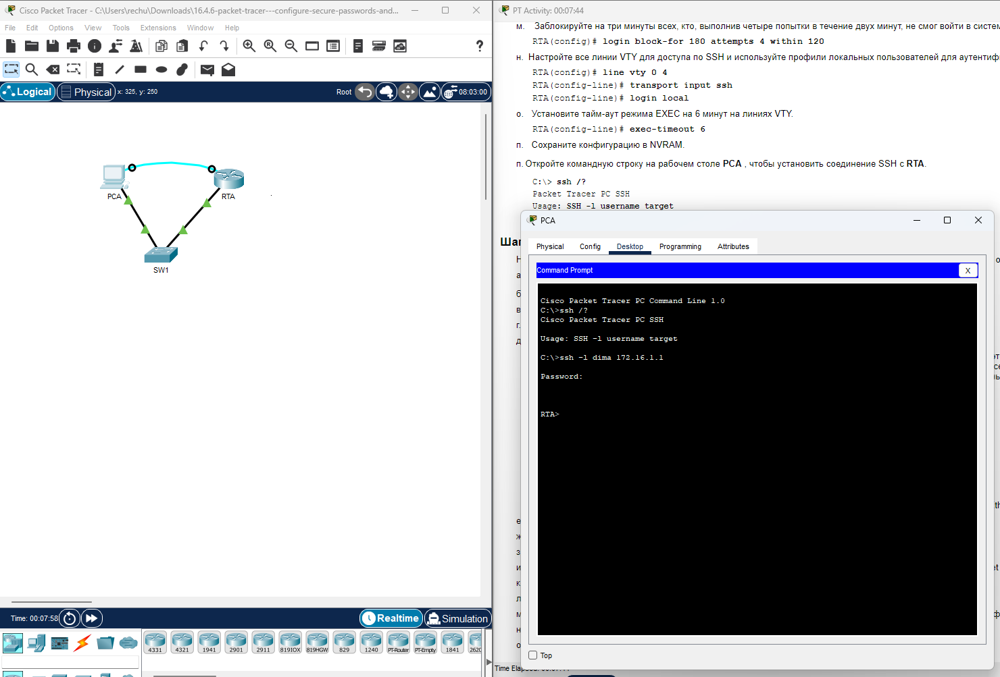 Cisco Packet Tracer - C:\Users\rechu\Downloads\16.4.6-packet-tracer---configure-secure-passwords-and...
File Edit Options View Tools Extensions Window Help
?
Logical Physical x: 325, y: 250 Root 08:03:00
PCA
RTA
SW1
Time: 00:07:58 Realtime Simulation
4331 4321 1941 2901 2911 819IOX 819HGW 829 1240 PT-Router PT-Empty 1841 2620
PT Activity: 00:07:44
м. Заблокируйте на три минуты всех, кто, выполнив четыре попытки в течение двух минут, не смог войти в систем
RTA(config)# login block-for 180 attempts 4 within 120
н. Настройте все линии VTY для доступа по SSH и используйте профили локальных пользователей для аутентифи
RTA(config)# line vty 0 4
RTA(config-line)# transport input ssh
RTA(config-line)# login local
о. Установите тайм-аут режима EXEC на 6 минут на линиях VTY.
RTA(config-line)# exec-timeout 6
п. Сохраните конфигурацию в NVRAM.
п. Откройте командную строку на рабочем столе PCA , чтобы установить соединение SSH с RTA.
C:\> ssh /?
Packet Tracer PC SSH
Usage: SSH -l username target
PCA
Physical Config Desktop Programming Attributes
Command Prompt X
Cisco Packet Tracer PC Command Line 1.0
C:\>ssh /?
Cisco Packet Tracer PC SSH
Usage: SSH -l username target
C:\>ssh -l dima 172.16.1.1
Password:
RTA>
Top